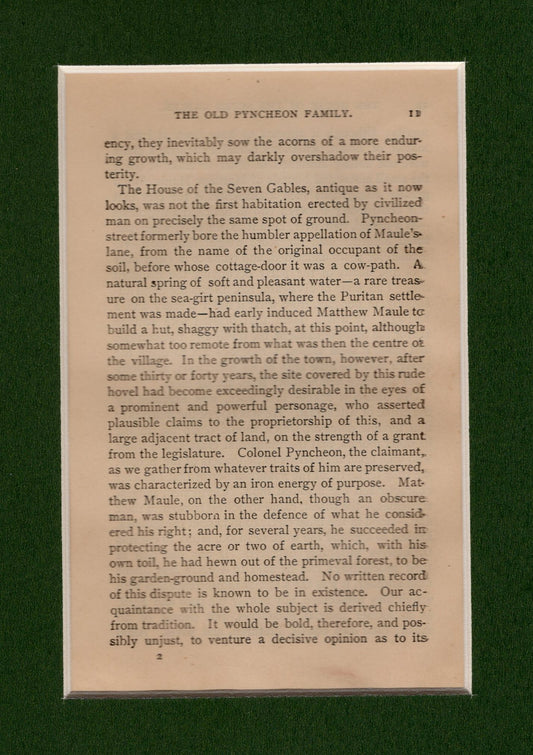 THE OLD PYNCHEON FAMILY. 11
ency, they inevitably sow the acorns of a more endur-
ing growth, which may darkly overshadow their pos-
terity.
The House of the Seven Gables, antique as it now
looks, was not the first habitation erected by civilized
man on precisely the same spot of ground. Pyncheon-
street formerly bore the humbler appellation of Maule's-
lane, from the name of the original occupant of the
soil, before whose cottage-door it was a cow-path. A
natural spring of soft and pleasant water—a rare treas-
ure on the sea-girt peninsula, where the Puritan settle-
ment was made—had early induced Matthew Maule to
build a hut, shaggy with thatch, at this point, although
somewhat too remote from what was then the centre of
the village. In the growth of the town, however, after
some thirty or forty years, the site covered by this rude
hovel had become exceedingly desirable in the eyes of
a prominent and powerful personage, who asserted
plausible claims to the proprietorship of this, and a
large adjacent tract of land, on the strength of a grant
from the legislature. Colonel Pyncheon, the claimant,
as we gather from whatever traits of him are preserved,
was characterized by an iron energy of purpose. Mat-
thew Maule, on the other hand, though an obscure
man, was stubborn in the defence of what he consid-
ered his right; and, for several years, he succeeded in
protecting the acre or two of earth, which, with his
own toil, he had hewn out of the primeval forest, to be
his garden-ground and homestead. No written record
of this dispute is known to be in existence. Our ac-
quaintance with the whole subject is derived chiefly
from tradition. It would be bold, therefore, and pos-
sibly unjust, to venture a decisive opinion as to its
2